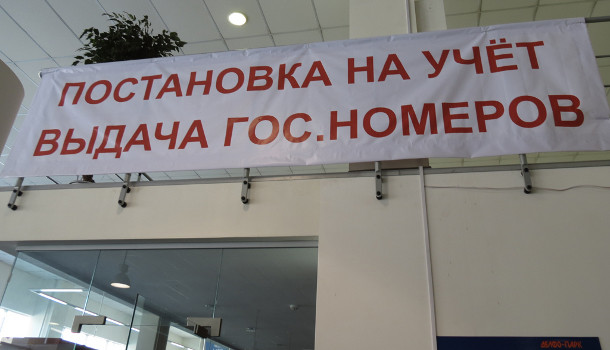 ПОСТАНОВКА НА УЧЁТ
ВЫДАЧА ГОС.НОМЕРОВ